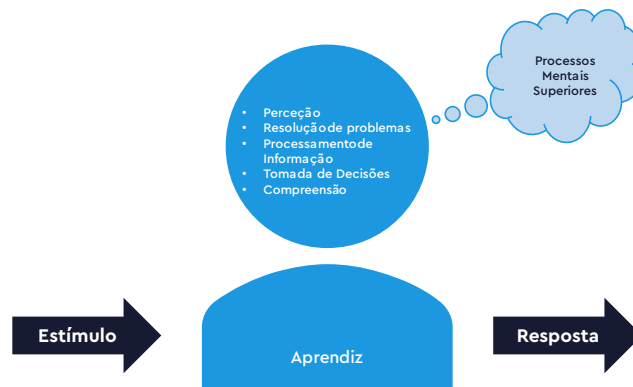 Processos
Mentais
Superiores
• Perceção
• Resolução de problemas
• Processamento de
Informação
• Tomada de Decisões
• Compreensão
Estímulo
Aprendiz
Resposta